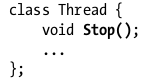 class Thread {
    void Stop();
    ...
};